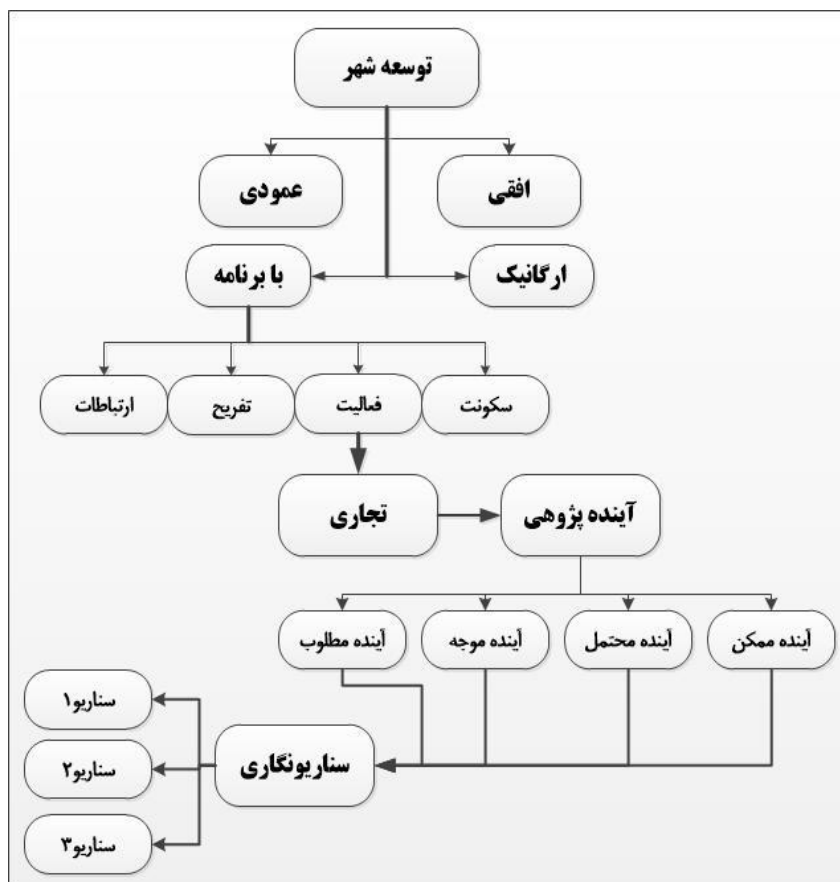 توسعه شهر
افقی
عمودی
ارگانیک
با برنامه
سکونت
فعالیت
تفریح
ارتباطات
تجاری
آینده پژوهی
آینده ممکن
آینده محتمل
آینده موجه
آینده مطلوب
سناریونگاری
سناریو۱
سناریو۲
سناریو۳